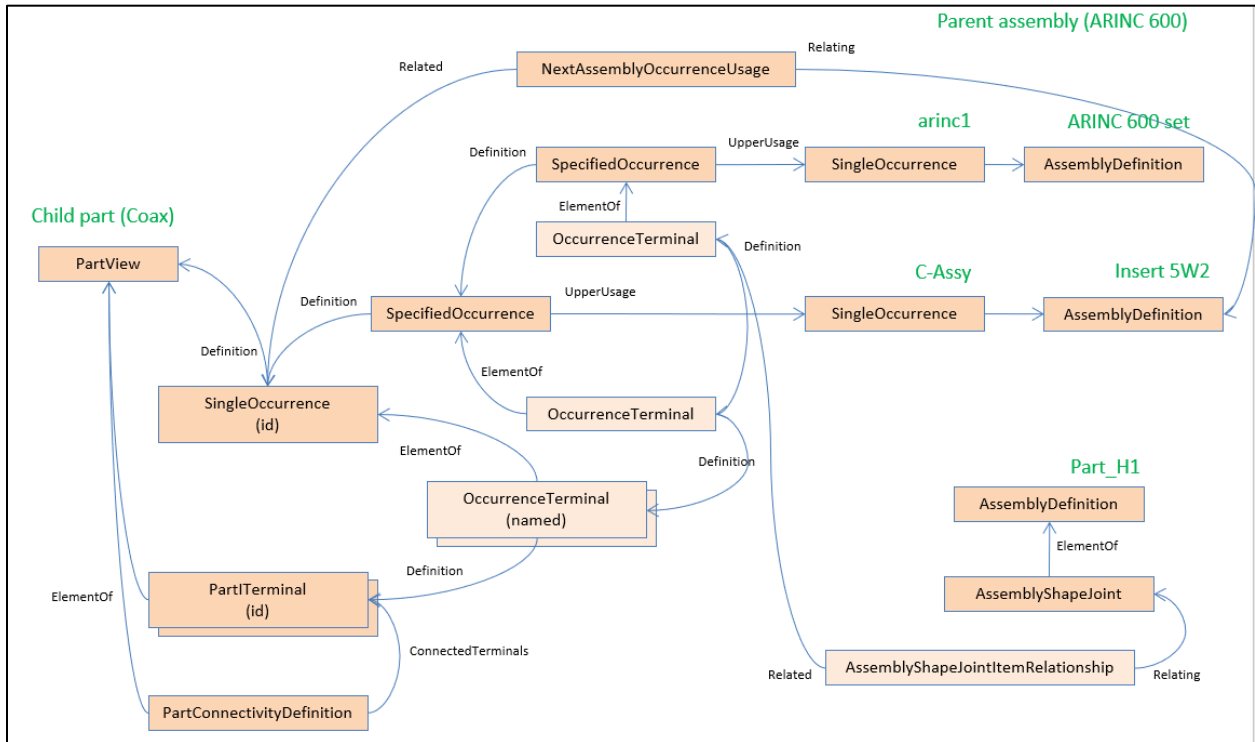 Parent assembly (ARINC 600)
Relating
Related
NextAssemblyOccurrenceUsage
arinc1
ARINC 600 set
UpperUsage
Definition
SpecifiedOccurrence
SingleOccurrence
AssemblyDefinition
ElementOf
Child part (Coax)
OccurrenceTerminal
Definition
PartView
C-Assy
Insert 5W2
UpperUsage
Definition
SpecifiedOccurrence
SingleOccurrence
AssemblyDefinition
Definition
ElementOf
SingleOccurrence
(id)
OccurrenceTerminal
ElementOf
Definition
Part_H1
OccurrenceTerminal
(named)
AssemblyDefinition
ElementOf
Definition
PartITerminal
(id)
ElementOf
AssemblyShapeJoint
ConnectedTerminals
Related
AssemblyShapeJointItemRelationship
Relating
PartConnectivityDefinition